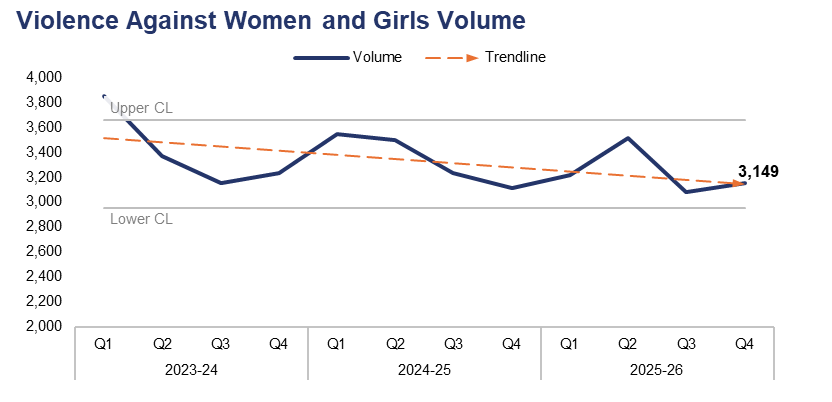 Violence Against Women and Girls Volume
Volume Trendline
4,000
3,800
Upper CL
3,600
3,400
3,200
3,149
3,000
Lower CL
2,800
2,600
2,400
2,200
2,000
Q1 Q2 Q3 Q4 Q1 Q2 Q3 Q4 Q1 Q2 Q3 Q4
2023-24 2024-25 2025-26